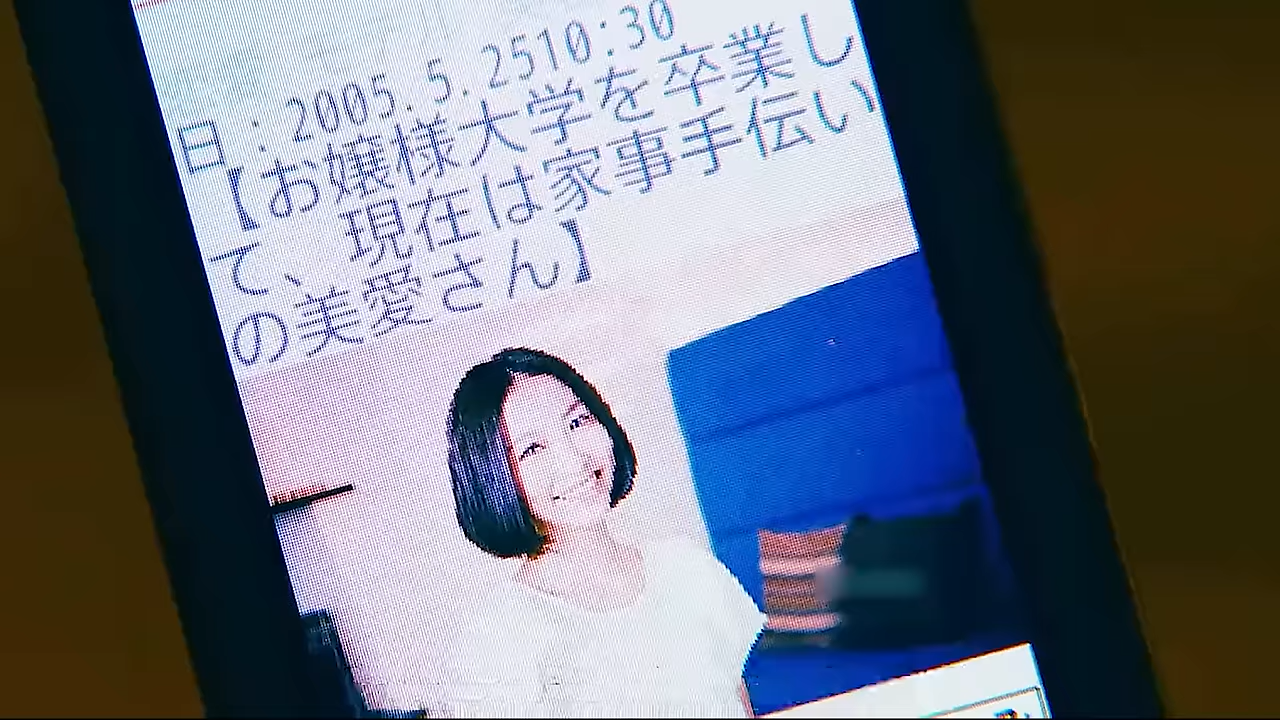 日：2005.5.2510:30
【お嬢様大学を卒業し
て、現在は家事手伝い
の美愛さん】